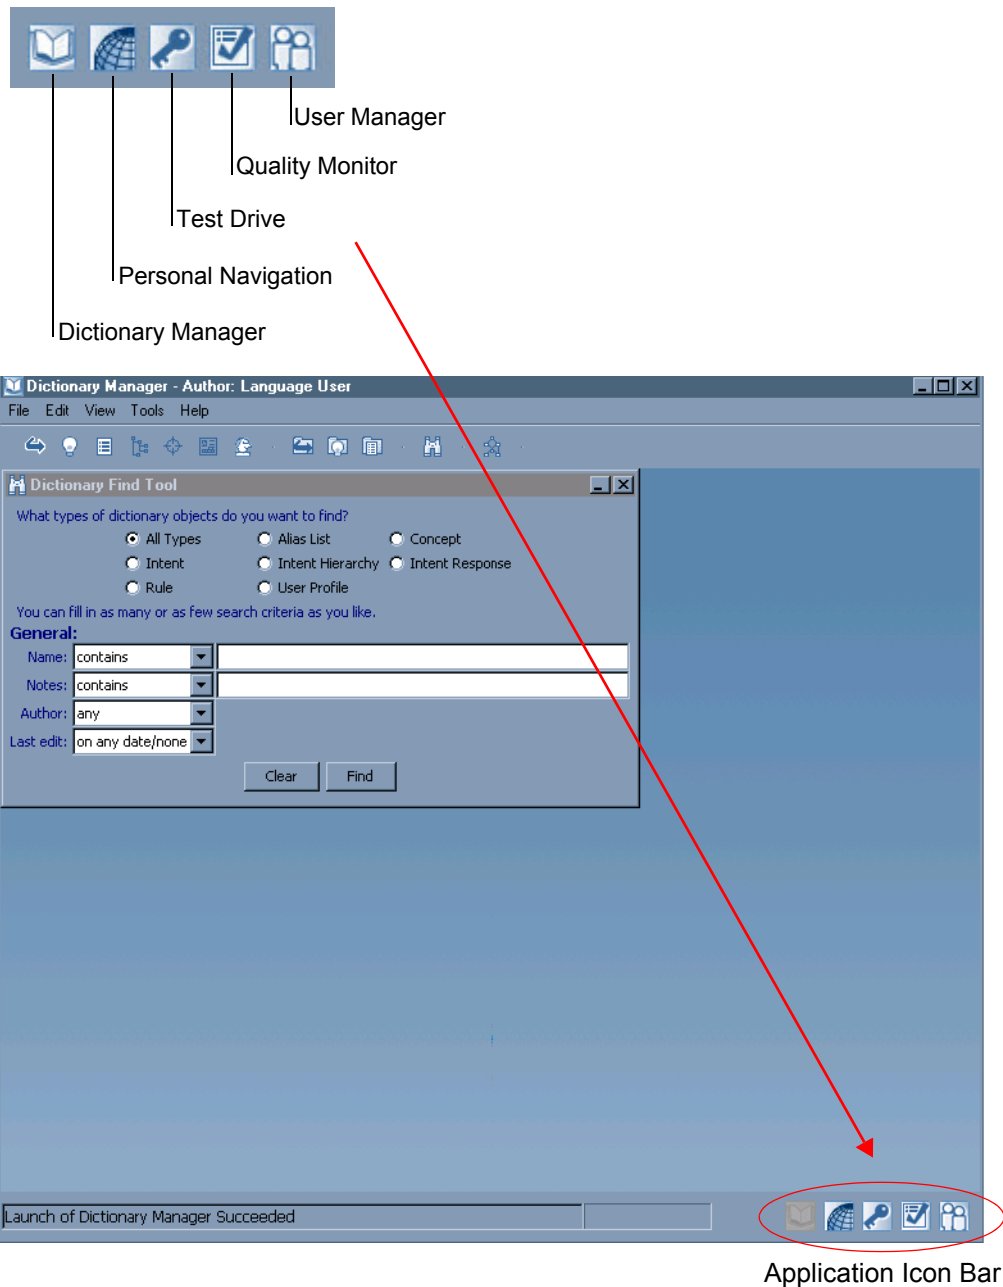 User Manager
Quality Monitor
Test Drive
Personal Navigation
Dictionary Manager
Dictionary Manager - Author: Language User
File Edit View Tools Help
Dictionary Find Tool
What types of dictionary objects do you want to find?
All Types Alias List Concept
Intent Intent Hierarchy Intent Response
Rule User Profile
You can fill in as many or as few search criteria as you like.
General:
Name: contains
Notes: contains
Author: any
Last edit: on any date/none
Clear Find
Launch of Dictionary Manager Succeeded
Application Icon Bar